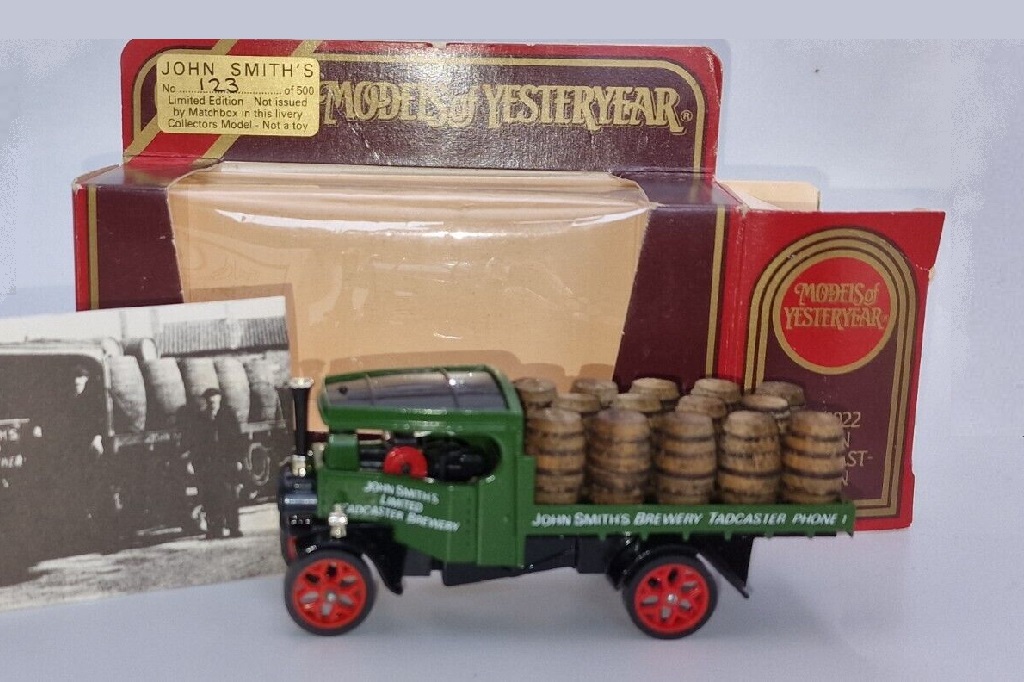 JOHN SMITH'S
No ...123... of 500
Limited Edition Not issued
by Matchbox in this livery
Collectors Model - Not a toy
MODELS of YESTERYEAR®
MODELS of
YESTERYEAR®
1922
JOHN SMITH'S
LIMITED
TADCASTER BREWERY
JOHN SMITH'S BREWERY TADCASTER PHONE 1